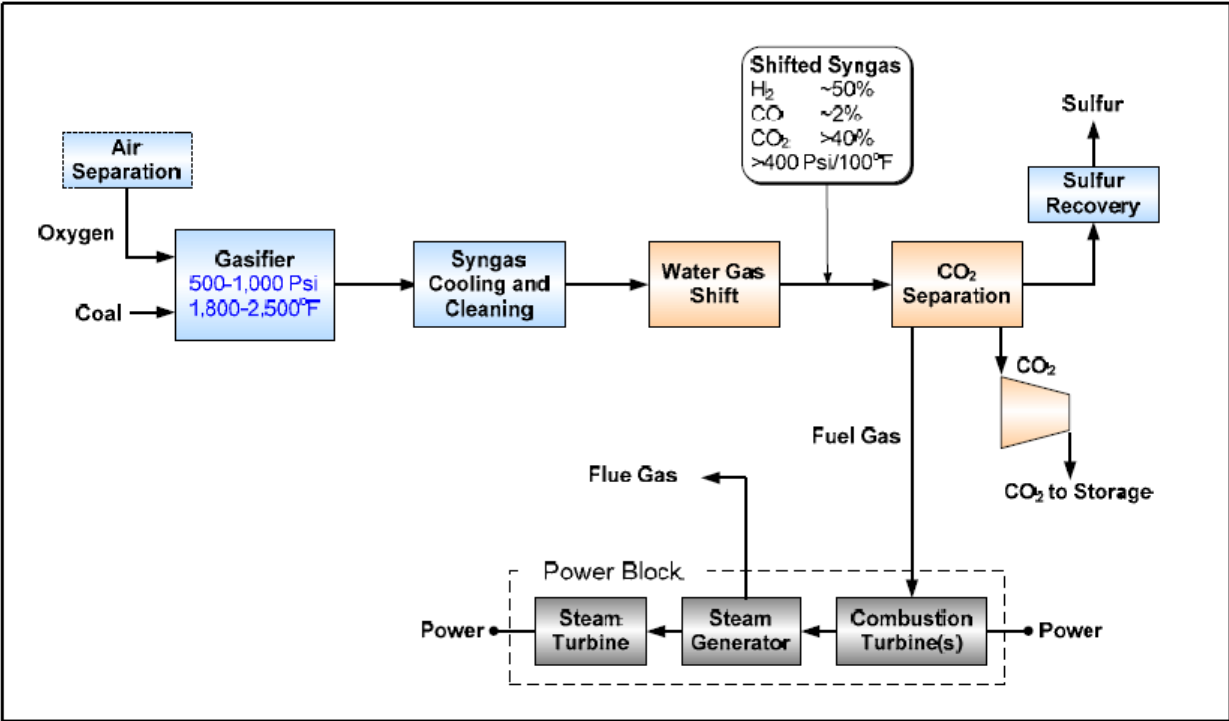 Shifted Syngas
H₂ ~50%
CO ~2%
CO₂ >40%
>400 Psi/100°F
Sulfur
Air
Separation
Sulfur
Recovery
Oxygen
Gasifier
500-1,000 Psi
1,800-2,500°F
Coal
Syngas
Cooling and
Cleaning
Water Gas
Shift
CO₂
Separation
CO₂
Fuel Gas
Flue Gas
CO₂ to Storage
Power Block
Power
Steam
Turbine
Steam
Generator
Combustion
Turbine(s)
Power